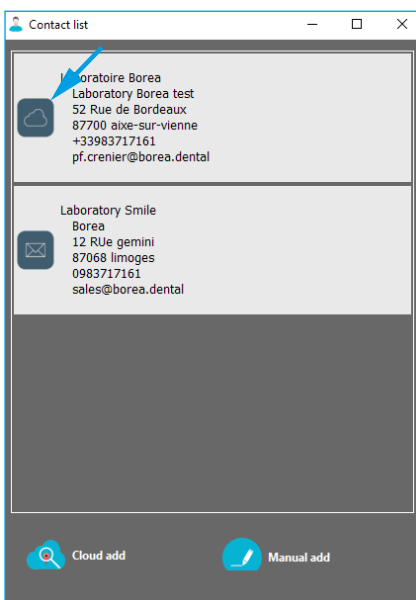 Contact list
Laboratoire Borea
Laboratory Borea test
52 Rue de Bordeaux
87700 aixe-sur-vienne
+33983717161
pf.crenier@borea.dental
Laboratory Smile
Borea
12 RUe gemini
87068 limoges
0983717161
sales@borea.dental
Cloud add
Manual add